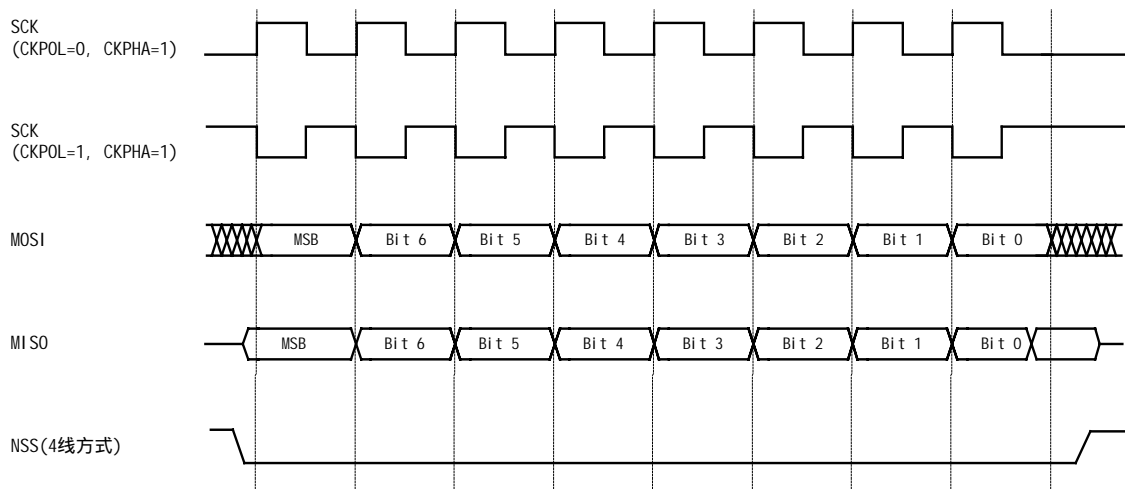 SCK
(CKPOL=0, CKPHA=1)
SCK
(CKPOL=1, CKPHA=1)
MOSI
MSB Bit 6 Bit 5 Bit 4 Bit 3 Bit 2 Bit 1 Bit 0
MISO
MSB Bit 6 Bit 5 Bit 4 Bit 3 Bit 2 Bit 1 Bit 0
NSS(4线方式)